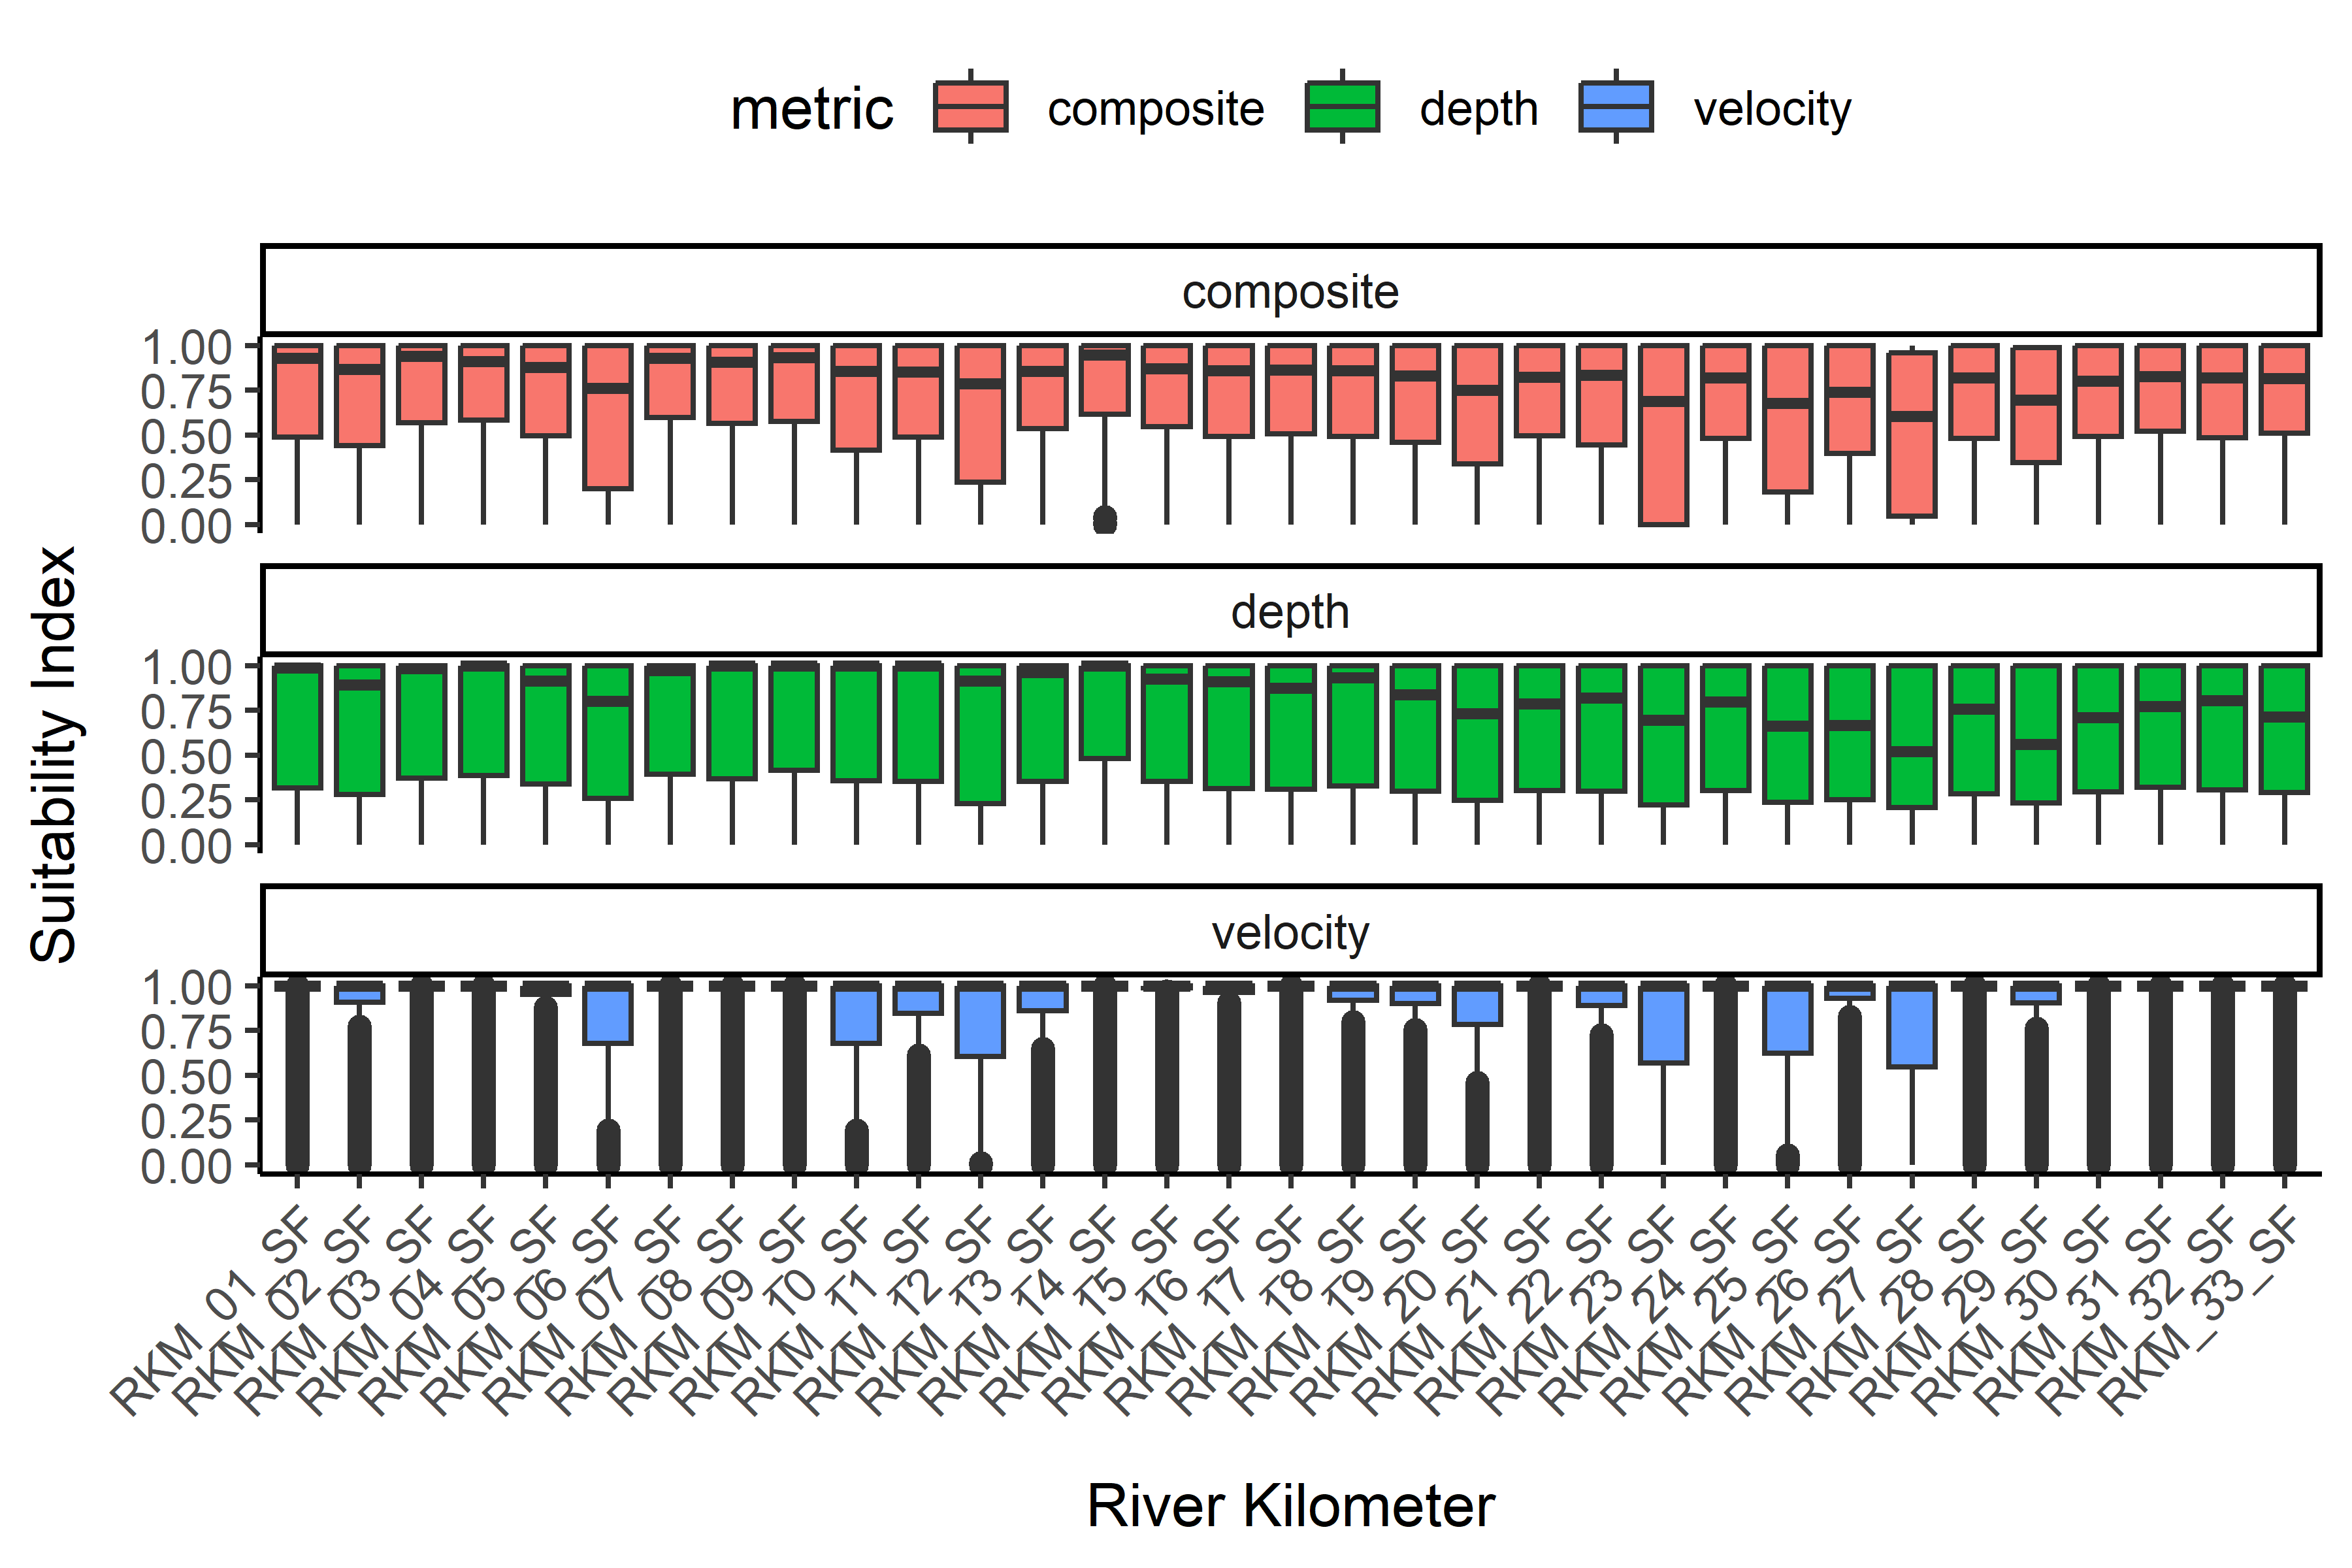 metric composite depth velocity
composite
1.00
0.75
0.50
0.25
0.00
depth
1.00
0.75
0.50
0.25
0.00
velocity
1.00
0.75
0.50
0.25
0.00
Suitability Index
RKM_01_SF
RKM_02_SF
RKM_03_SF
RKM_04_SF
RKM_05_SF
RKM_06_SF
RKM_07_SF
RKM_08_SF
RKM_09_SF
RKM_10_SF
RKM_11_SF
RKM_12_SF
RKM_13_SF
RKM_14_SF
RKM_15_SF
RKM_16_SF
RKM_17_SF
RKM_18_SF
RKM_19_SF
RKM_20_SF
RKM_21_SF
RKM_22_SF
RKM_23_SF
RKM_24_SF
RKM_25_SF
RKM_26_SF
RKM_27_SF
RKM_28_SF
RKM_29_SF
RKM_30_SF
RKM_31_SF
RKM_32_SF
RKM_33_SF
River Kilometer